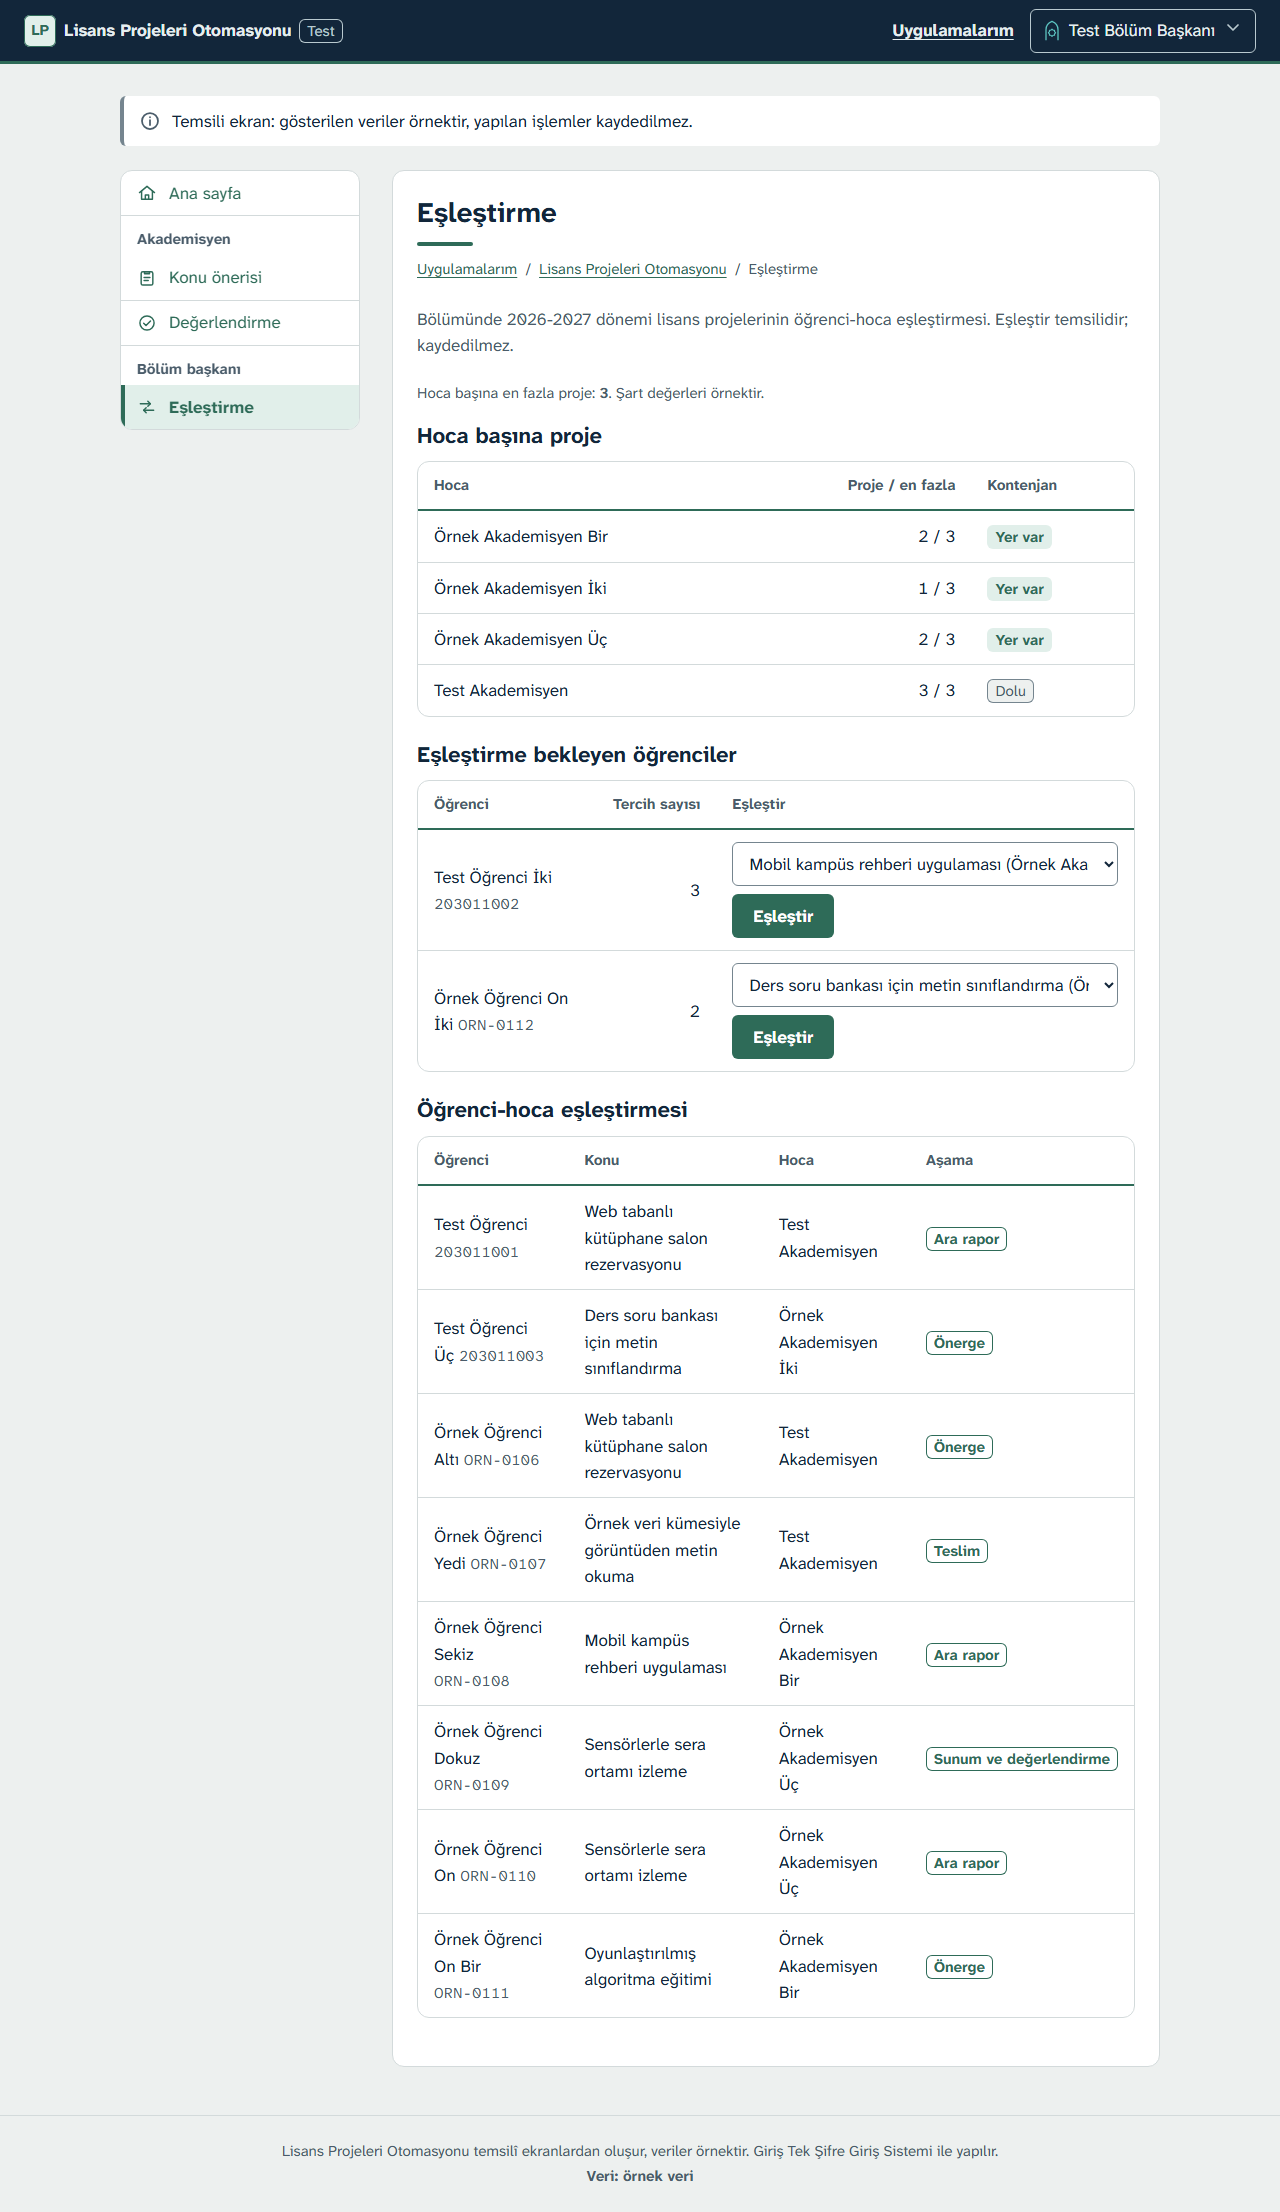 LP Lisans Projeleri Otomasyonu Test
Uygulamalarım
Test Bölüm Başkanı
Temsili ekran: gösterilen veriler örnektir, yapılan işlemler kaydedilmez.
Ana sayfa
Akademisyen
Konu önerisi
Değerlendirme
Bölüm başkanı
Eşleştirme
Eşleştirme
Uygulamalarım / Lisans Projeleri Otomasyonu / Eşleştirme
Bölümünde 2026-2027 dönemi lisans projelerinin öğrenci-hoca eşleştirmesi. Eşleştir temsilidir;
kaydedilmez.
Hoca başına en fazla proje: 3. Şart değerleri örnektir.
Hoca başına proje
Hoca Proje / en fazla Kontenjan
Örnek Akademisyen Bir 2 / 3 Yer var
Örnek Akademisyen İki 1 / 3 Yer var
Örnek Akademisyen Üç 2 / 3 Yer var
Test Akademisyen 3 / 3 Dolu
Eşleştirme bekleyen öğrenciler
Öğrenci Tercih sayısı Eşleştir
Test Öğrenci İki
203011002
3
Mobil kampüs rehberi uygulaması (Örnek Aka
Eşleştir
Örnek Öğrenci On
İki ORN-0112
2
Ders soru bankası için metin sınıflandırma (Ör
Eşleştir
Öğrenci-hoca eşleştirmesi
Öğrenci Konu Hoca Aşama
Test Öğrenci
203011001
Web tabanlı
kütüphane salon
rezervasyonu
Test
Akademisyen
Ara rapor
Test Öğrenci
Üç 203011003
Ders soru bankası
için metin
sınıflandırma
Örnek
Akademisyen
İki
Önerge
Örnek Öğrenci
Altı ORN-0106
Web tabanlı
kütüphane salon
rezervasyonu
Test
Akademisyen
Önerge
Örnek Öğrenci
Yedi ORN-0107
Örnek veri kümesiyle
görüntüden metin
okuma
Test
Akademisyen
Teslim
Örnek Öğrenci
Sekiz
ORN-0108
Mobil kampüs
rehberi uygulaması
Örnek
Akademisyen
Bir
Ara rapor
Örnek Öğrenci
Dokuz
ORN-0109
Sensörlerle sera
ortamı izleme
Örnek
Akademisyen
Üç
Sunum ve değerlendirme
Örnek Öğrenci
On ORN-0110
Sensörlerle sera
ortamı izleme
Örnek
Akademisyen
Üç
Ara rapor
Örnek Öğrenci
On Bir
ORN-0111
Oyunlaştırılmış
algoritma eğitimi
Örnek
Akademisyen
Bir
Önerge
Lisans Projeleri Otomasyonu temsilî ekranlardan oluşur, veriler örnektir. Giriş Tek Şifre Giriş Sistemi ile yapılır.
Veri: örnek veri